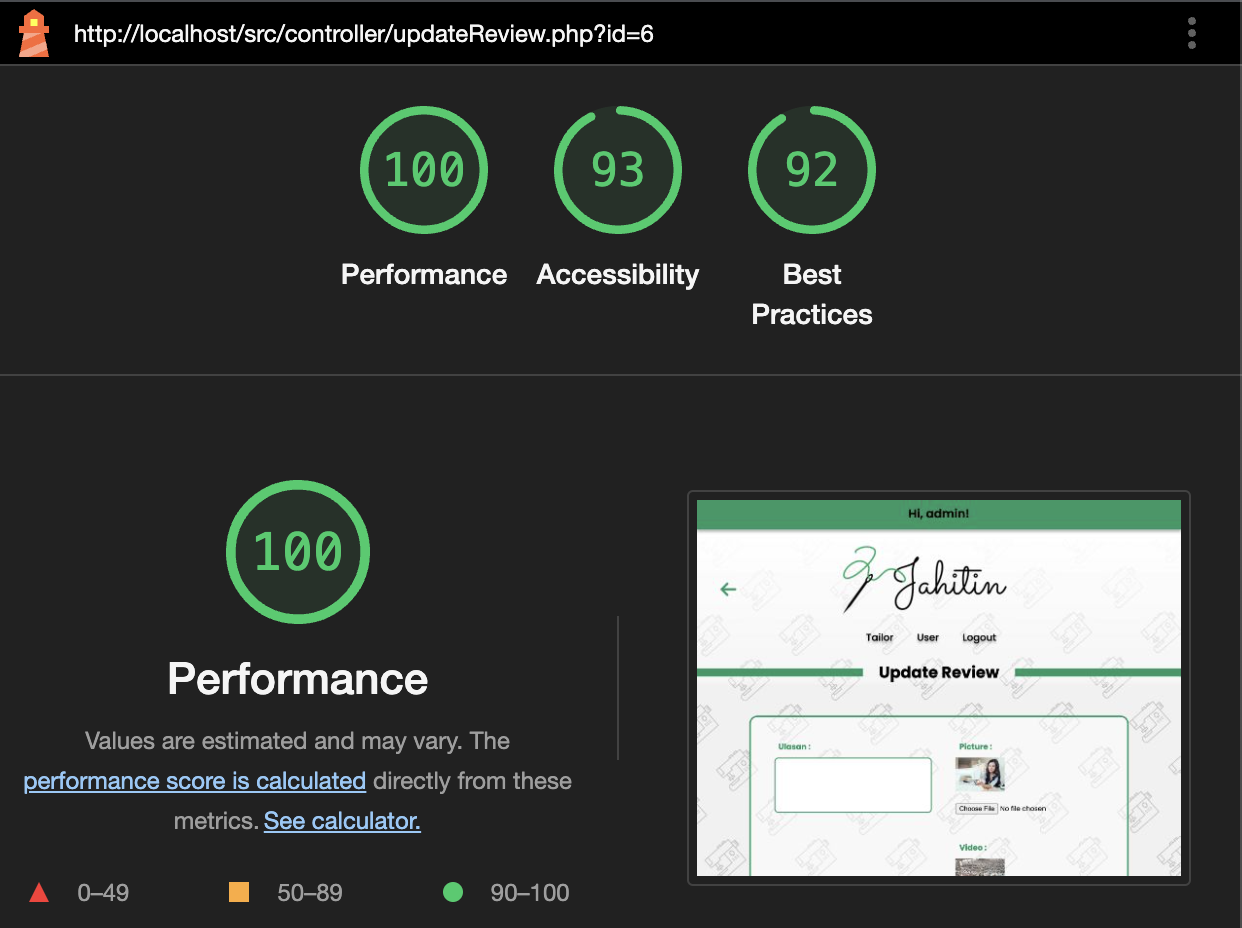 http://localhost/src/controller/updateReview.php?id=6
100
93
92
Performance
Accessibility
Best
Practices
100
Performance
Values are estimated and may vary. The
performance score is calculated directly from these
metrics. See calculator.
0–49
50–89
90–100
Hi, admin!
Jahitin
Tailor
User
Logout
Update Review
Ulasan :
Picture :
Choose File No file chosen
Video :